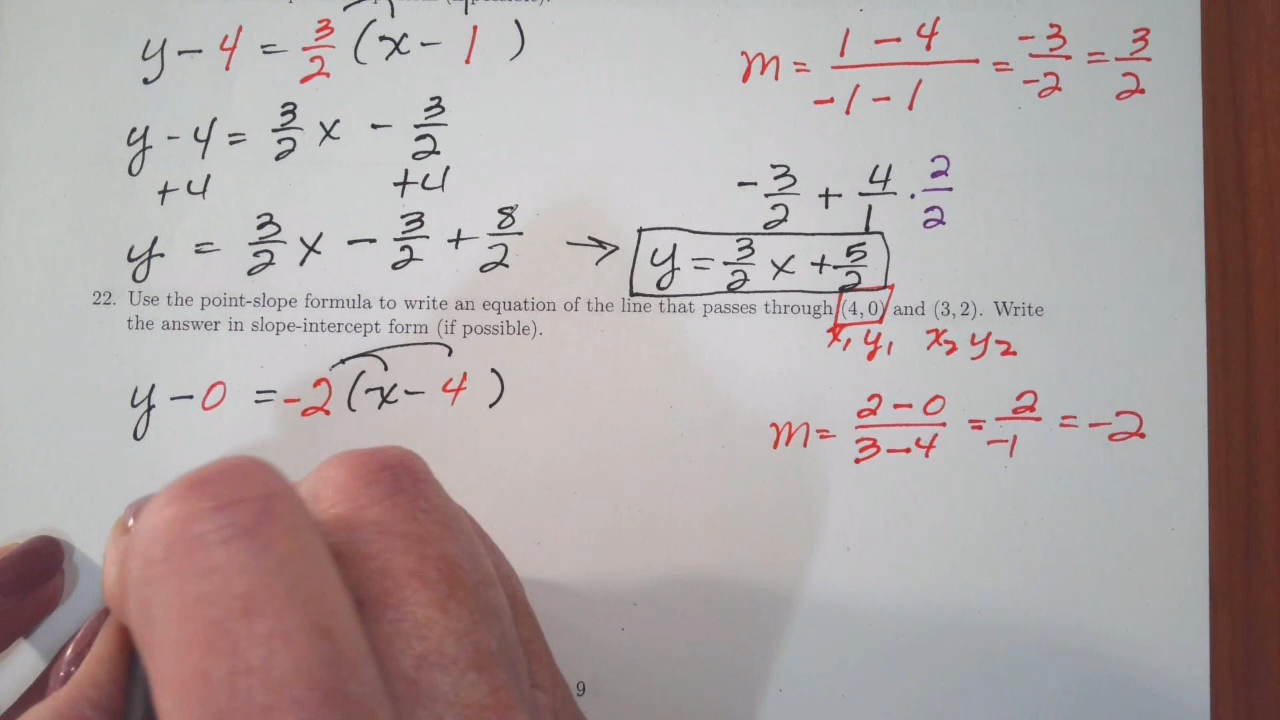 y - 4 = 3/2 (x - 1)
m = (1 - 4)/(-1 - 1) = -3/-2 = 3/2
y - 4 = 3/2 x - 3/2
+4 +4
-3/2 + 4/1 · 2/2
y = 3/2 x - 3/2 + 8/2 → y = 3/2 x + 5/2
22. Use the point-slope formula to write an equation of the line that passes through (4, 0) and (3, 2). Write
the answer in slope-intercept form (if possible).
x₁ y₁ x₂ y₂
y - 0 = -2 (x - 4)
m = (2 - 0)/(3 - 4) = 2/-1 = -2
9